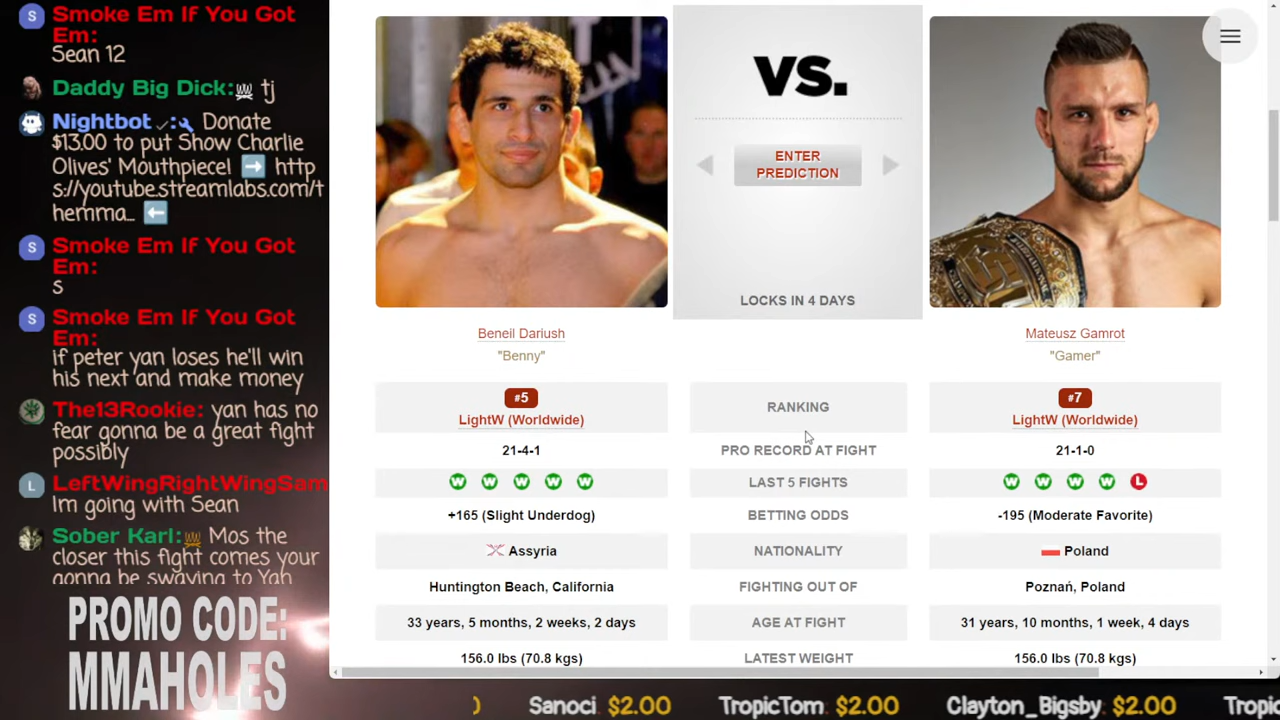 Smoke Em If You Got
Em:
Sean 12
Daddy Big Dick: tj
Nightbot : Donate
$13.00 to put Show Charlie
Olives' Mouthpiece! ➡️ http
s://youtube.streamlabs.com/t
hemma... ⬅️
Smoke Em If You Got
Em:
s
Smoke Em If You Got
Em:
if peter yan loses he'll win
his next and make money
The13Rookie: yan has no
fear gonna be a great fight
possibly
LeftWingRightWingSam
Im going with Sean
Sober Karl: Mos the
closer this fight comes your
gonna be swaying to Yan
PROMO CODE:
MMAHOLES
VS.
ENTER
PREDICTION
LOCKS IN 4 DAYS
Beneil Dariush
"Benny"
Mateusz Gamrot
"Gamer"
#5
LightW (Worldwide)
RANKING
#7
LightW (Worldwide)
21-4-1
PRO RECORD AT FIGHT
21-1-0
W W W W W
LAST 5 FIGHTS
W W W W L
+165 (Slight Underdog)
BETTING ODDS
-195 (Moderate Favorite)
Assyria
NATIONALITY
Poland
Huntington Beach, California
FIGHTING OUT OF
Poznań, Poland
33 years, 5 months, 2 weeks, 2 days
AGE AT FIGHT
31 years, 10 months, 1 week, 4 days
156.0 lbs (70.8 kgs)
LATEST WEIGHT
156.0 lbs (70.8 kgs)
Sanoci $2.00 TropicTom $2.00 Clayton_Bigsby $2.00 Tropic